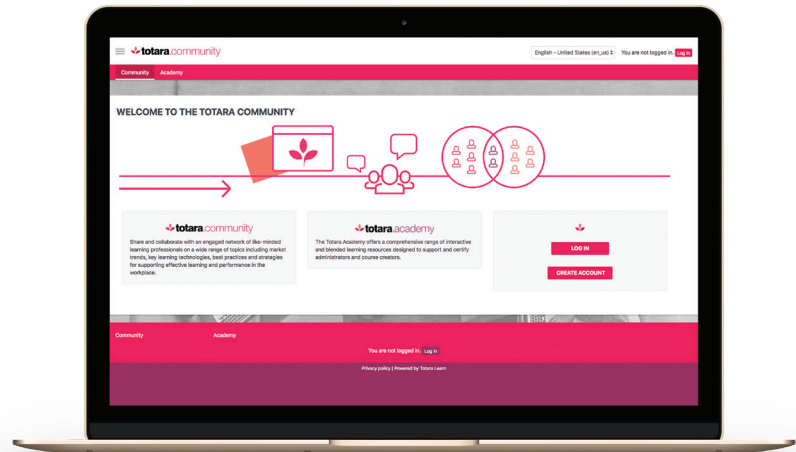 totara.community
English - United States (en_us)
You are not logged in. Log in
Community Academy
WELCOME TO THE TOTARA COMMUNITY
totara.community
Share and collaborate with an engaged network of like-minded
learning professionals on a wide range of topics including market
trends, key learning technologies, best practices and strategies
for supporting effective learning and performance in the
workplace.
totara.academy
The Totara Academy offers a comprehensive range of interactive
and blended learning resources designed to support and certify
administrators and course creators.
LOG IN
CREATE ACCOUNT
Community Academy
You are not logged in. Log in
Privacy policy | Powered by Totara Learn